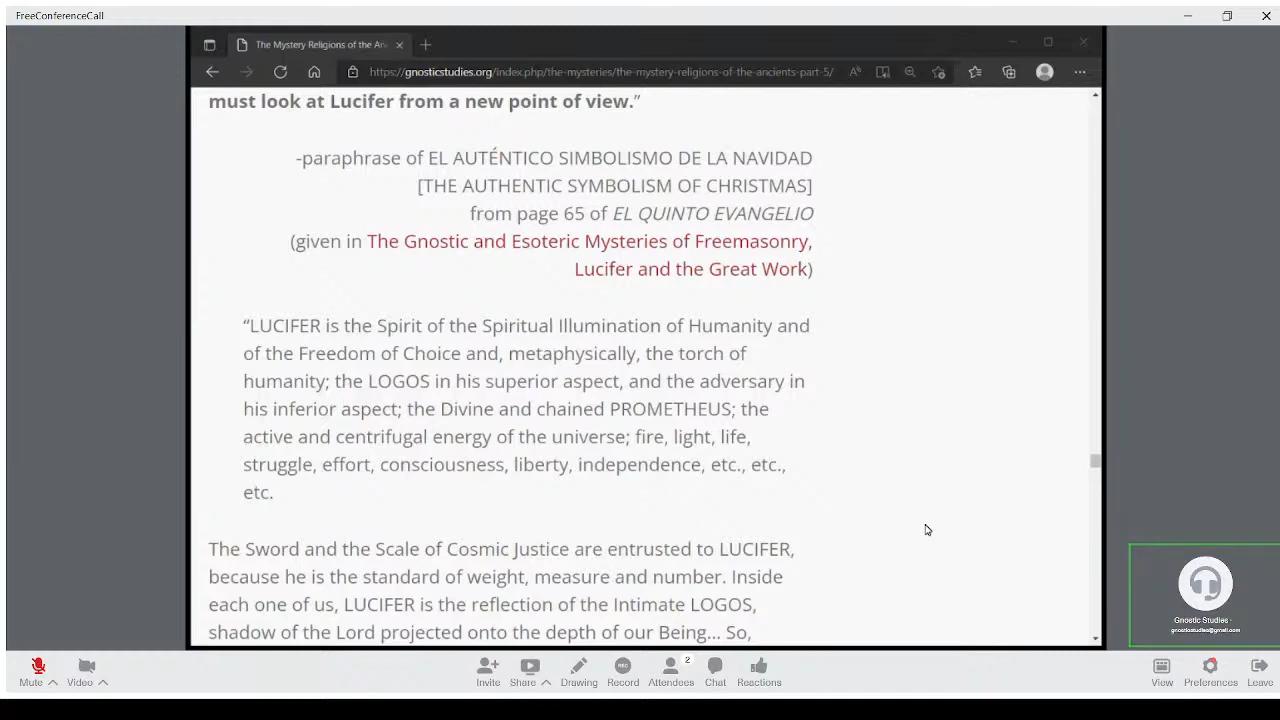 FreeConferenceCall
The Mystery Religions of the An
https://gnosticstudies.org/index.php/the-mysteries/the-mystery-religions-of-the-ancients-part-5/
must look at Lucifer from a new point of view.”
-paraphrase of EL AUTÉNTICO SIMBOLISMO DE LA NAVIDAD
[THE AUTHENTIC SYMBOLISM OF CHRISTMAS]
from page 65 of EL QUINTO EVANGELIO
(given in The Gnostic and Esoteric Mysteries of Freemasonry,
Lucifer and the Great Work)
“LUCIFER is the Spirit of the Spiritual Illumination of Humanity and
of the Freedom of Choice and, metaphysically, the torch of
humanity; the LOGOS in his superior aspect, and the adversary in
his inferior aspect; the Divine and chained PROMETHEUS; the
active and centrifugal energy of the universe; fire, light, life,
struggle, effort, consciousness, liberty, independence, etc., etc.,
etc.
The Sword and the Scale of Cosmic Justice are entrusted to LUCIFER,
because he is the standard of weight, measure and number. Inside
each one of us, LUCIFER is the reflection of the Intimate LOGOS,
shadow of the Lord projected onto the depth of our Being... So,
Gnostic Studies -
gnosticstudies@gmail.com
Mute Video Invite Share Drawing Record Attendees 2 Chat Reactions View Preferences Leave